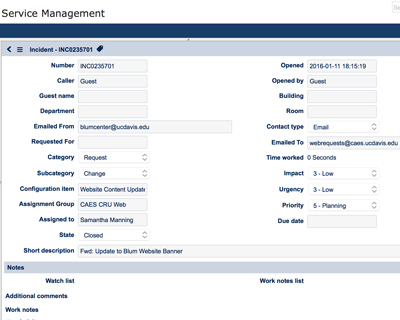 Service Management
Se
Incident - INC0235701
Number INC0235701
Opened 2016-01-11 18:15:19
Caller Guest
Opened by Guest
Guest name
Building
Department
Room
Emailed From blumcenter@ucdavis.edu
Contact type Email
Requested For
Emailed To webrequests@caes.ucdavis.edu
Category Request
Time worked 0 Seconds
Subcategory Change
Impact 3 - Low
Configuration item Website Content Update
Urgency 3 - Low
Assignment Group CAES CRU Web
Priority 5 - Planning
Assigned to Samantha Manning
Due date
State Closed
Short description Fwd: Update to Blum Website Banner
Notes
Watch list
Work notes list
Additional comments
Work notes